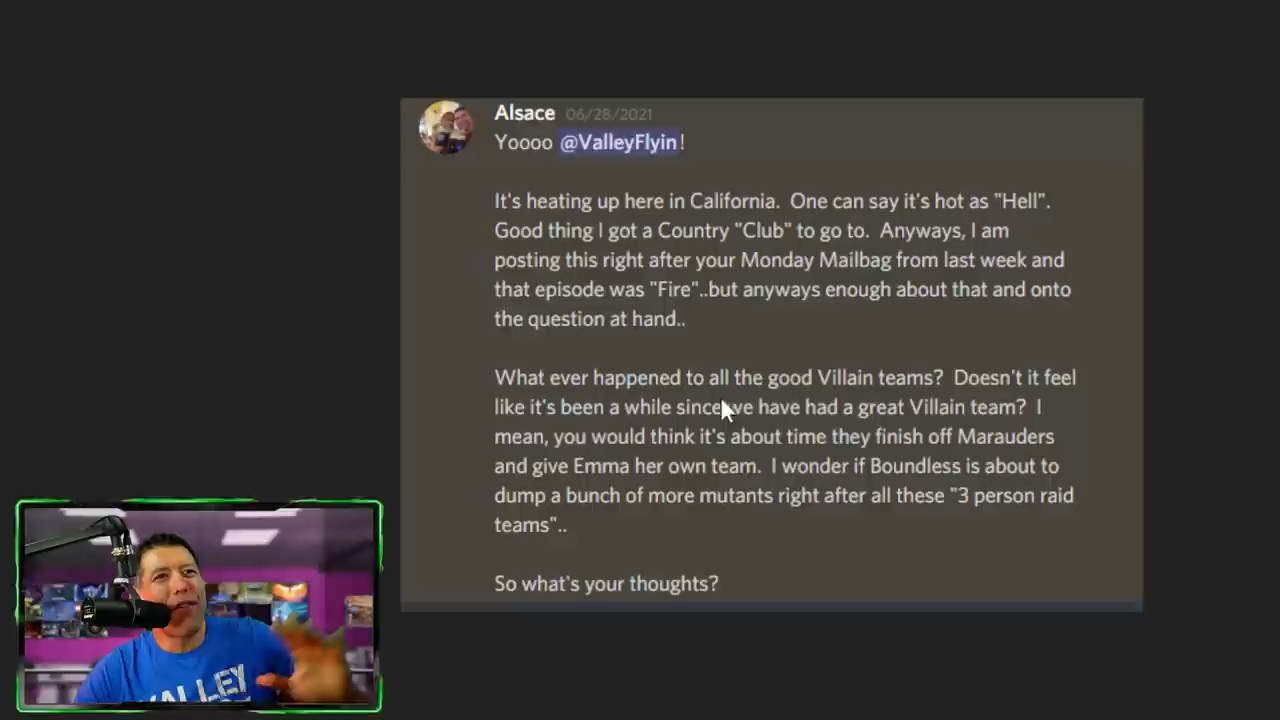 Alsace 06/28/2021
Yoooo @ValleyFlyin!
It's heating up here in California. One can say it's hot as "Hell".
Good thing I got a Country "Club" to go to. Anyways, I am
posting this right after your Monday Mailbag from last week and
that episode was "Fire"..but anyways enough about that and onto
the question at hand..
What ever happened to all the good Villain teams? Doesn't it feel
like it's been a while since we have had a great Villain team? I
mean, you would think it's about time they finish off Marauders
and give Emma her own team. I wonder if Boundless is about to
dump a bunch of more mutants right after all these "3 person raid
teams"..
So what's your thoughts?
VALLEY